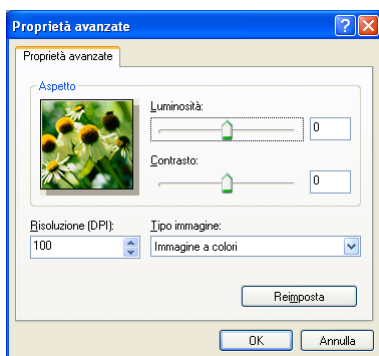 Proprietà avanzate
Proprietà avanzate
Aspetto
Luminosità:
0
Contrasto:
0
Risoluzione (DPI): Tipo immagine:
100 Immagine a colori
Reimposta
OK Annulla